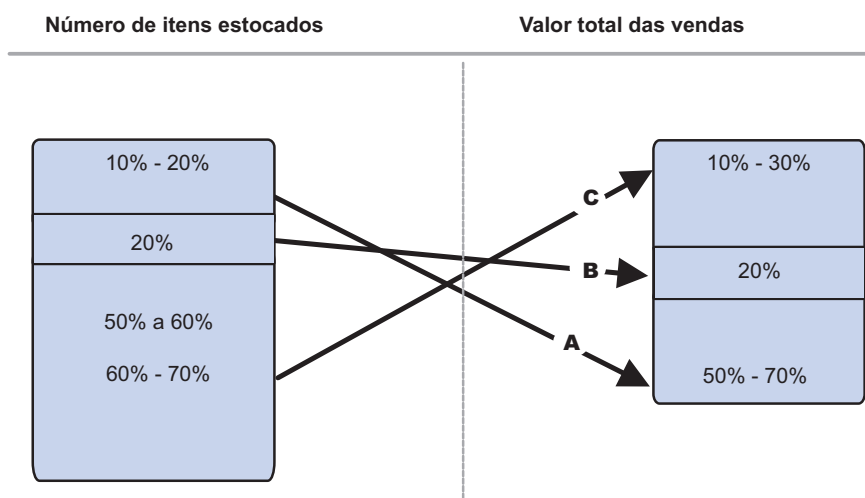 Número de itens estocados
Valor total das vendas
10% - 20%
20%
50% a 60%
60% - 70%
C
B
A
10% - 30%
20%
50% - 70%